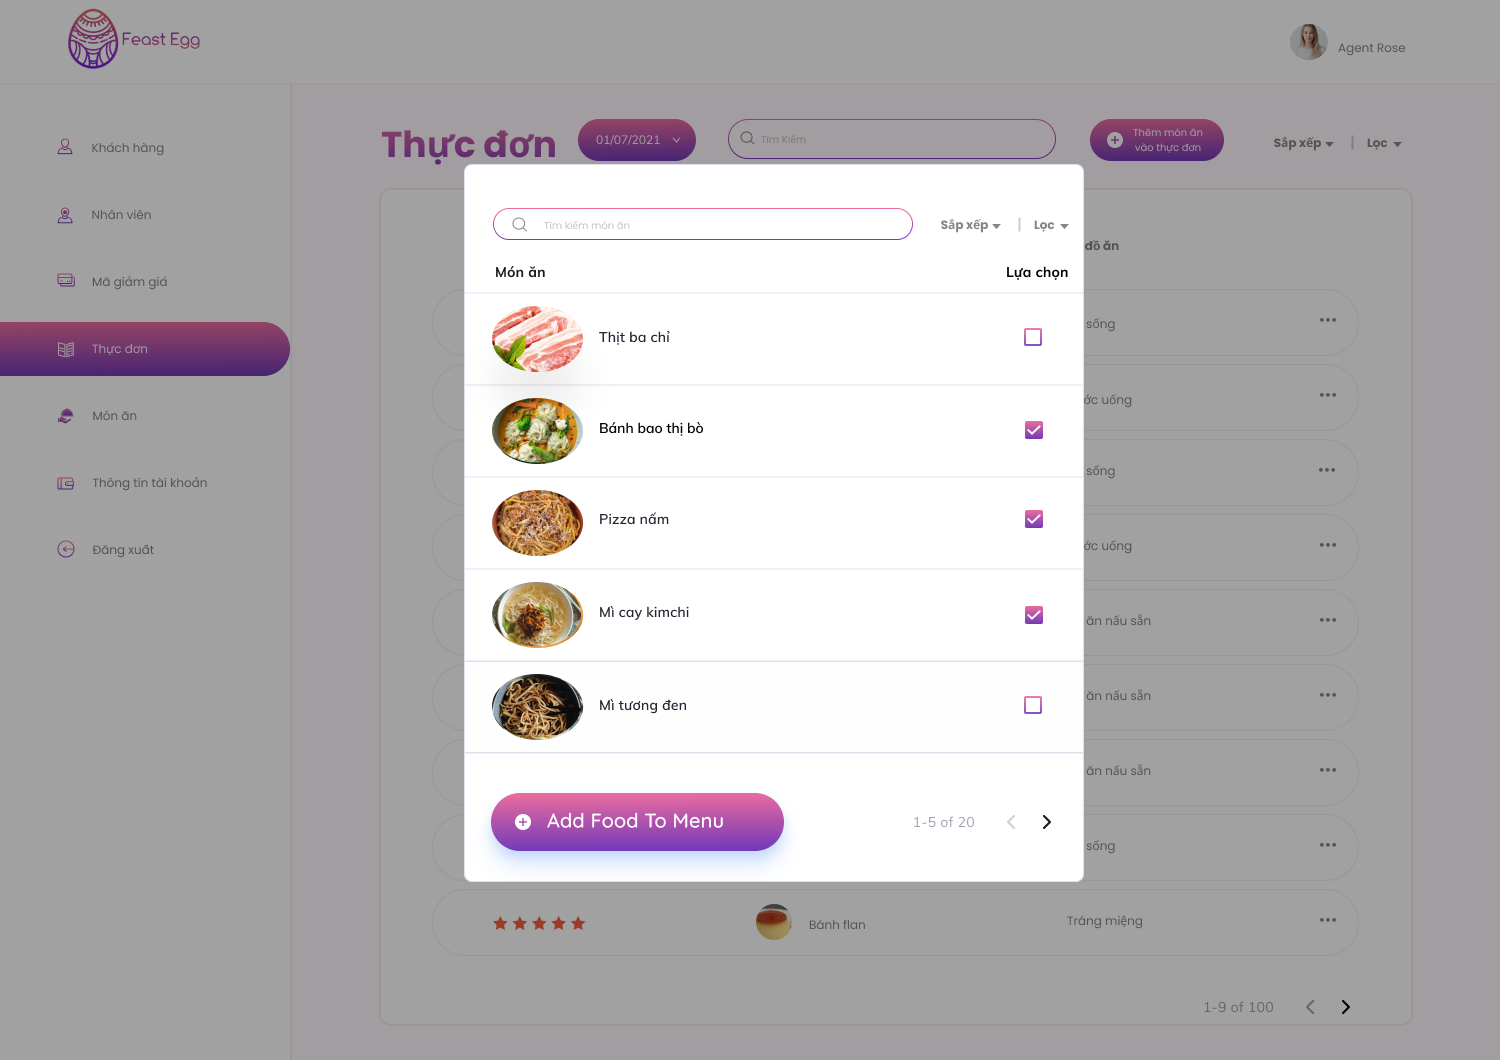 Feast Egg
Agent Rose
Khách hàng
Nhân viên
Mã giảm giá
Thực đơn
Món ăn
Thông tin tài khoản
Đăng xuất
Thực đơn
01/07/2021
Tìm Kiếm
Thêm món ăn
vào thực đơn
Sắp xếp
Lọc
Tìm kiếm món ăn
Sắp xếp
Lọc
Món ăn
Lựa chọn
Thịt ba chỉ
Bánh bao thị bò
Pizza nấm
Mì cay kimchi
Mì tương đen
Add Food To Menu
1-5 of 20
đồ ăn
sống
ớc uống
sống
ớc uống
ăn nấu sẵn
ăn nấu sẵn
ăn nấu sẵn
sống
Bánh flan
Tráng miệng
1-9 of 100